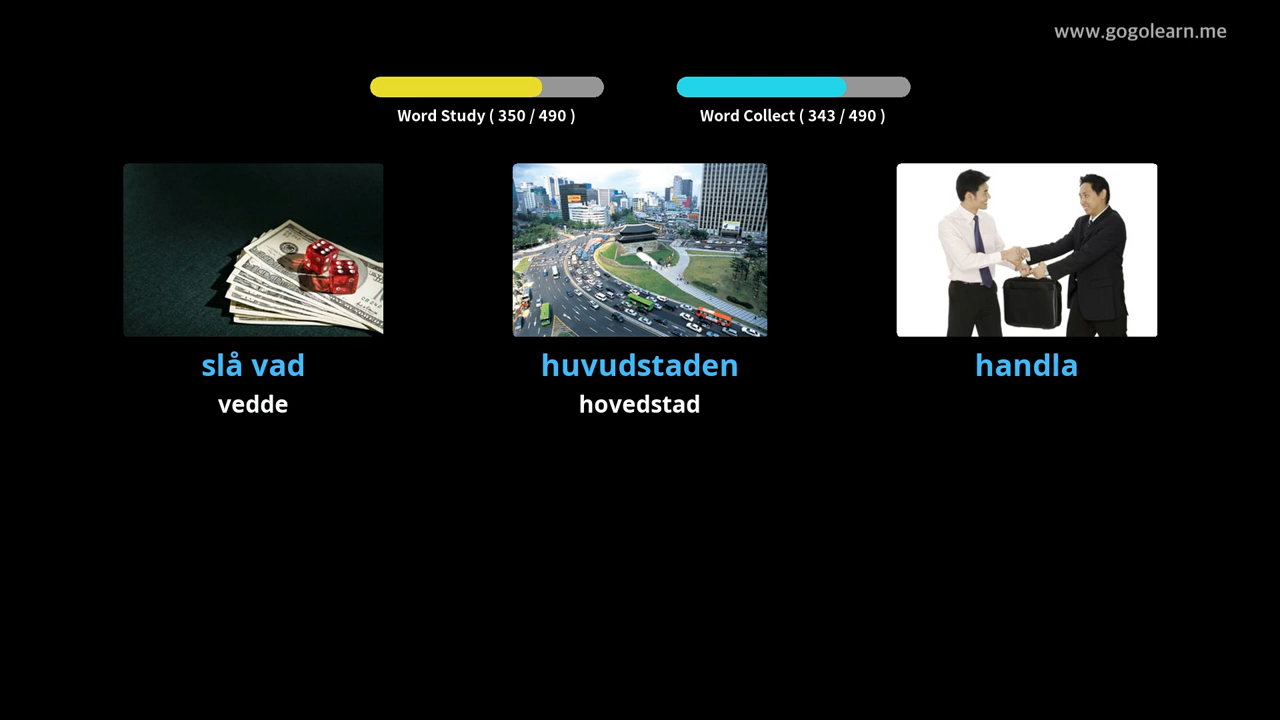 www.gogolearn.me
Word Study ( 350 / 490 )
Word Collect ( 343 / 490 )
slå vad
vedde
huvudstaden
hovedstad
handla